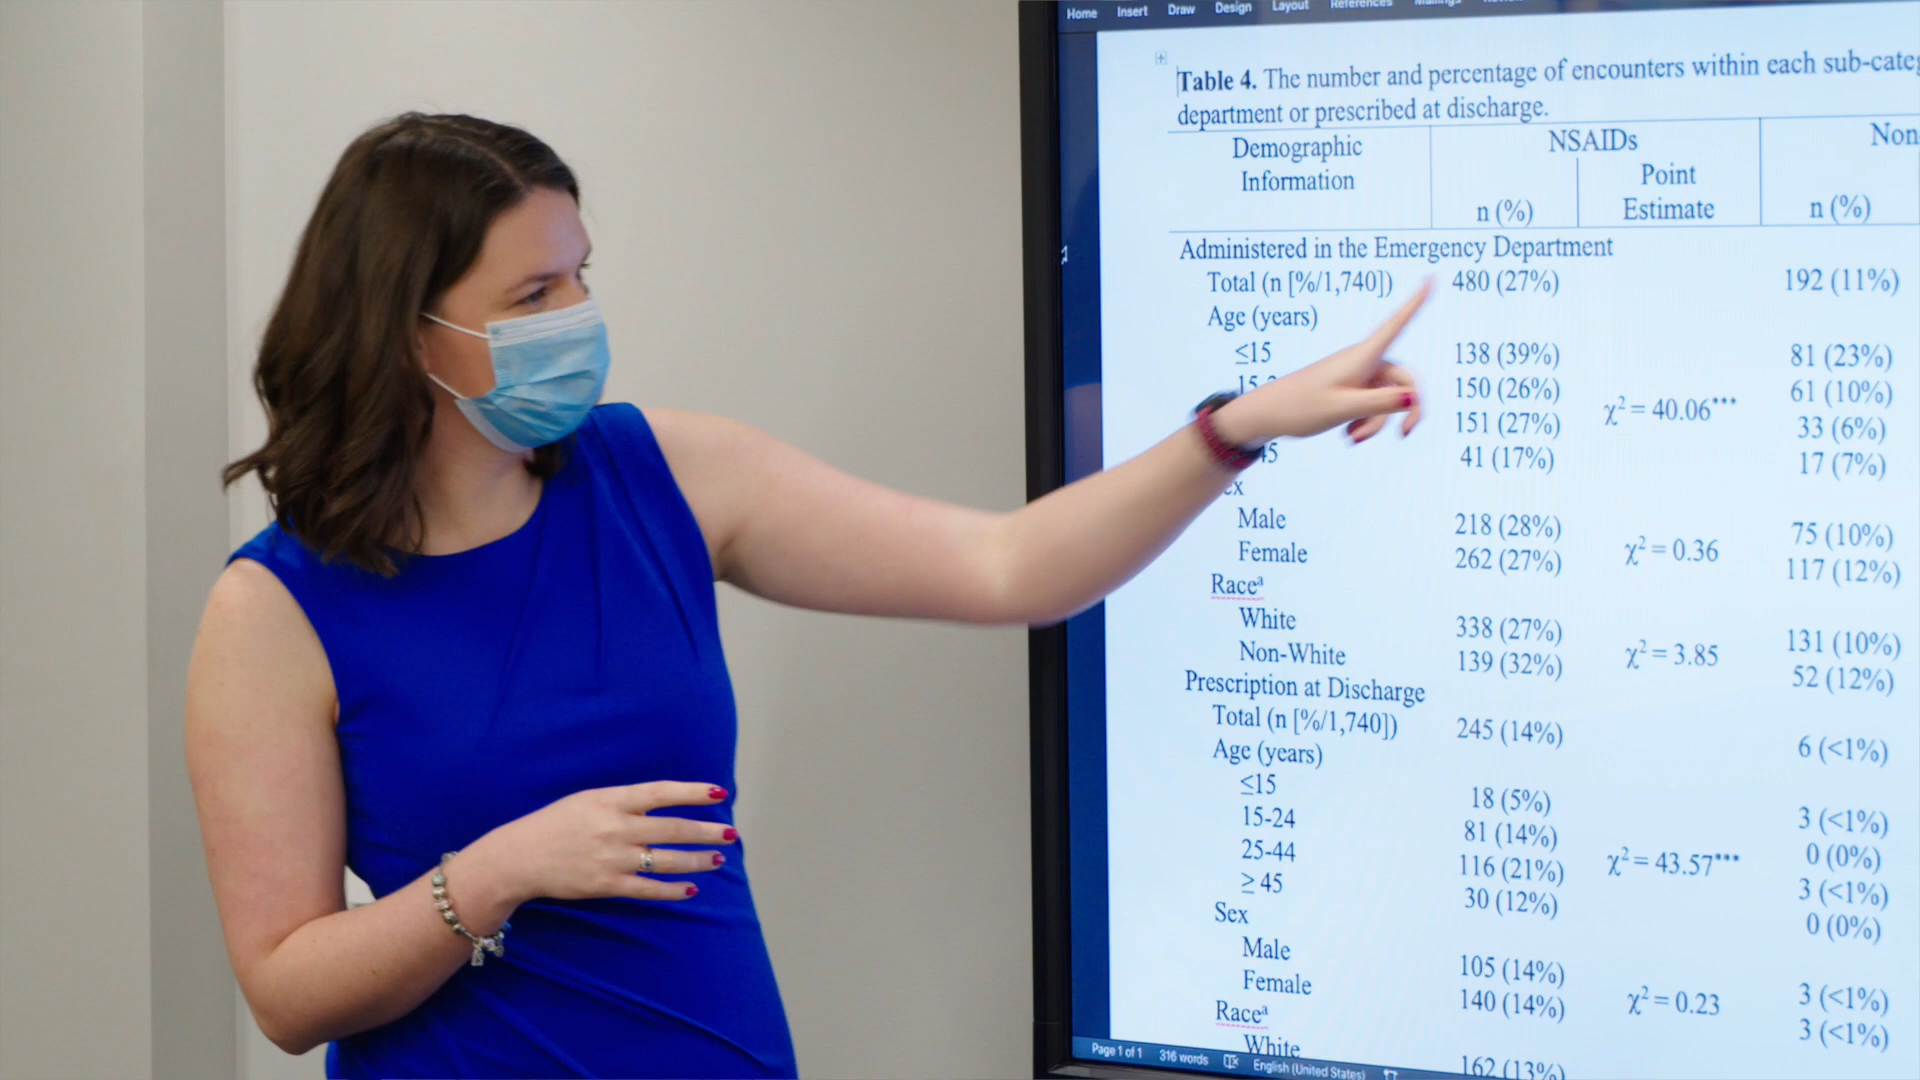 Home Insert Draw Design Layout References
Table 4. The number and percentage of encounters within each
department or prescribed at discharge.
Demographic Information NSAIDs
n (%) Point Estimate n (%)
Administered in the Emergency Department
Total (n [%/1,740]) 480 (27%) 192 (11%)
Age (years)
≤15 138 (39%) 81 (23%)
150 (26%) χ² = 40.06*** 61 (10%)
151 (27%) 33 (6%)
41 (17%) 17 (7%)
Male 218 (28%) χ² = 0.36 75 (10%)
Female 262 (27%) 117 (12%)
Raceᵃ
White 338 (27%) χ² = 3.85 131 (10%)
Non-White 139 (32%) 52 (12%)
Prescription at Discharge
Total (n [%/1,740]) 245 (14%) 6 (<1%)
Age (years)
≤15 18 (5%) 3 (<1%)
15-24 81 (14%) χ² = 43.57*** 0 (0%)
25-44 116 (21%) 3 (<1%)
≥ 45 30 (12%) 0 (0%)
Sex
Male 105 (14%) χ² = 0.23 3 (<1%)
Female 140 (14%) 3 (<1%)
Raceᵃ
White 162 (13%)
Page 1 of 1 316 words English (United States)